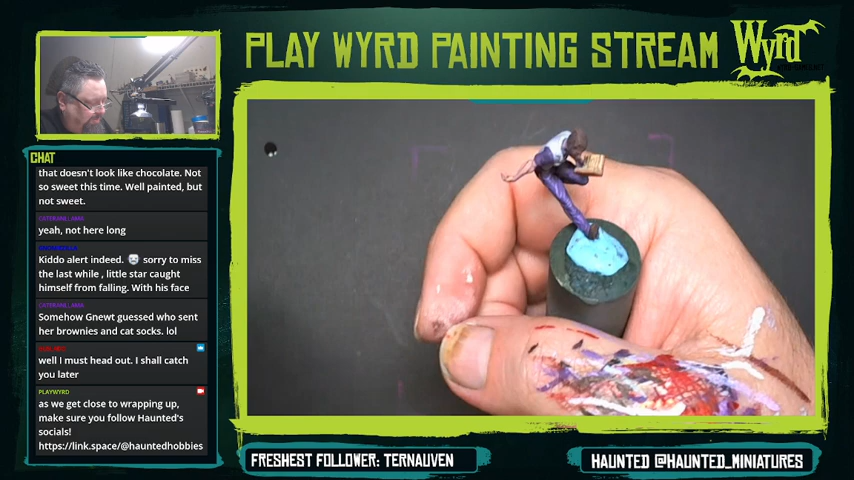 PLAY WYRD PAINTING STREAM
Wyrd
CHAT
that doesn't look like chocolate. Not
so sweet this time. Well painted, but
not sweet.
yeah, not here long
Kiddo alert indeed. sorry to miss
the last while , little star caught
himself from falling. With his face
Somehow Gnewt guessed who sent
her brownies and cat socks. lol
well I must head out. I shall catch
you later
PLAYWYRD
as we get close to wrapping up,
make sure you follow Haunted's
socials!
https://link.space/@hauntedhobbies
FRESHEST FOLLOWER: TERNAUVEN
HAUNTED @HAUNTED_MINIATURES